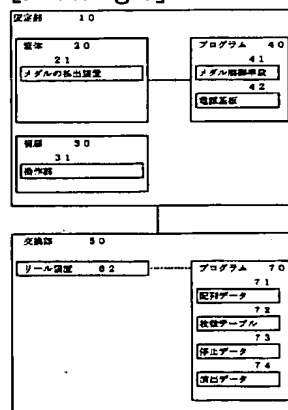 固定部 10
筐体 20
21
メダルの払出装置
プログラム 40
41
メダル制御手段
42
電源基板
前扉 30
31
操作部
交換部 50
リール装置 62
プログラム 70
71
配列データ
72
枚数テーブル
73
停止データ
74
演出データ